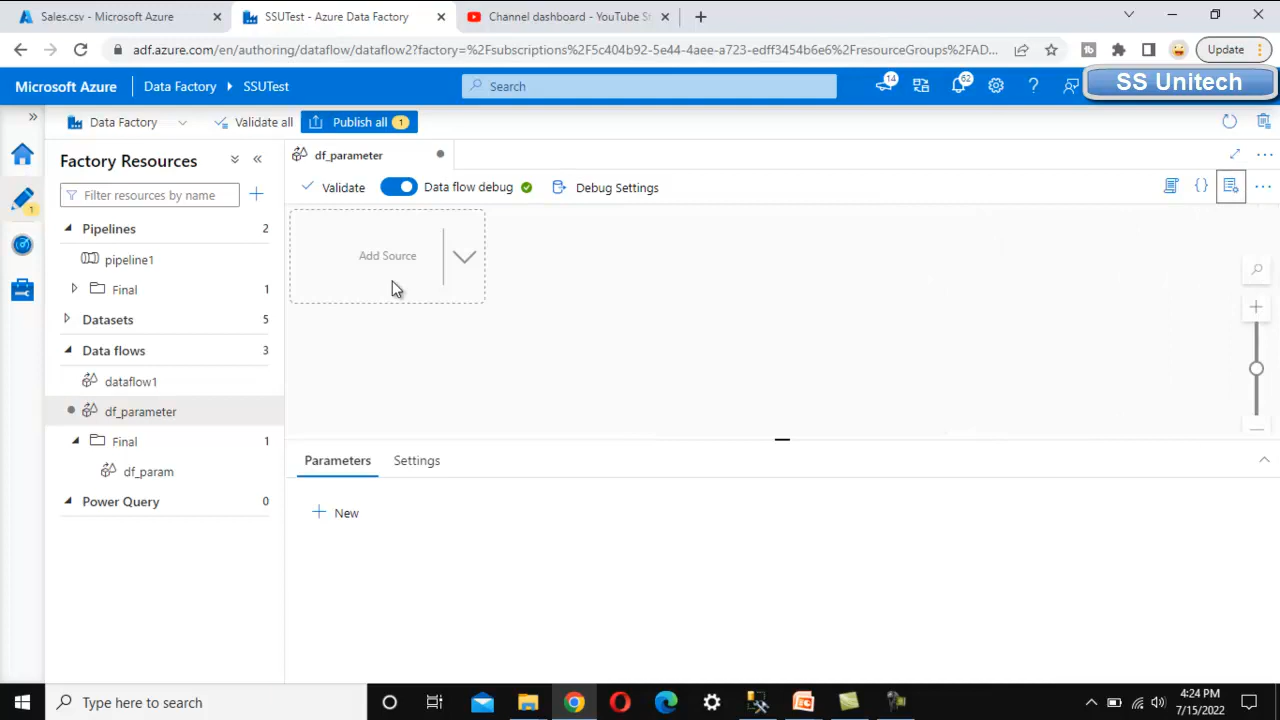 Sales.csv - Microsoft Azure
SSUTest - Azure Data Factory
Channel dashboard - YouTube St
adf.azure.com/en/authoring/dataflow/dataflow2?factory=%2Fsubscriptions%2F5c404b92-5e44-4aee-a723-edff3454b6e6%2FresourceGroups%2FAD...
Update
Microsoft Azure
Data Factory
SSUTest
Search
14
62
SS Unitech
Data Factory
Validate all
Publish all
1
Factory Resources
df_parameter
Filter resources by name
Validate
Data flow debug
Debug Settings
1
Pipelines
2
pipeline1
Final
1
Datasets
5
Data flows
3
dataflow1
df_parameter
Final
1
df_param
Power Query
0
Add Source
Parameters
Settings
New
Type here to search
4:24 PM
7/15/2022